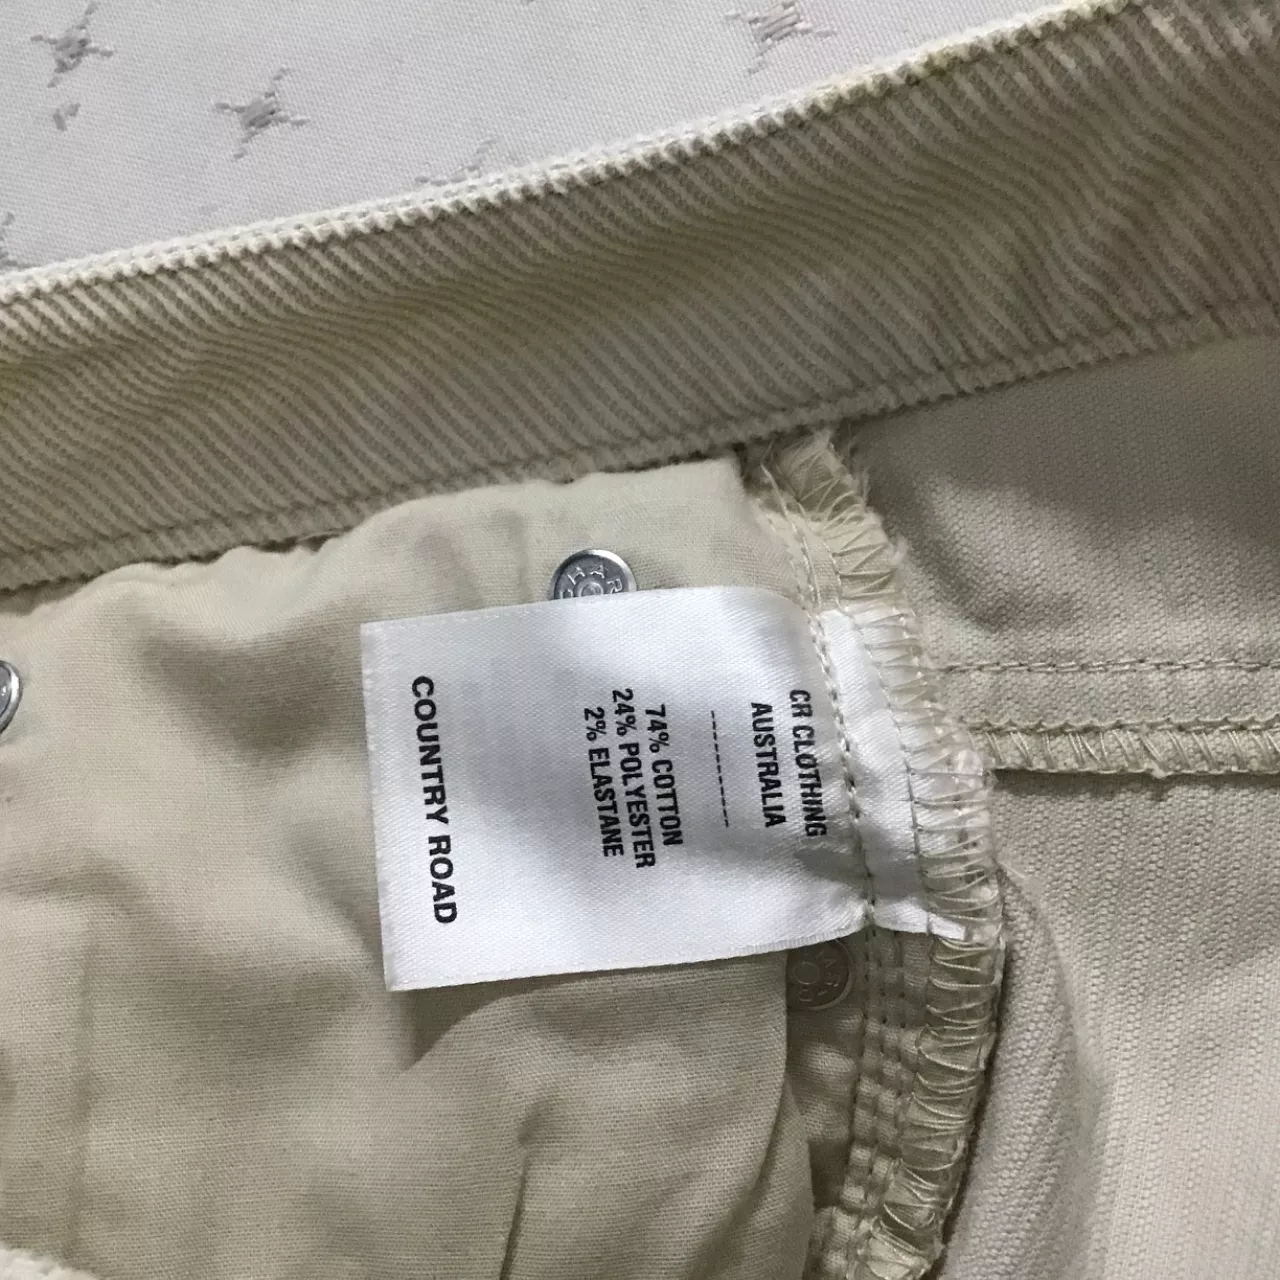 CR CLOTHING
AUSTRALIA
----------
74% COTTON
24% POLYESTER
2% ELASTANE
COUNTRY ROAD